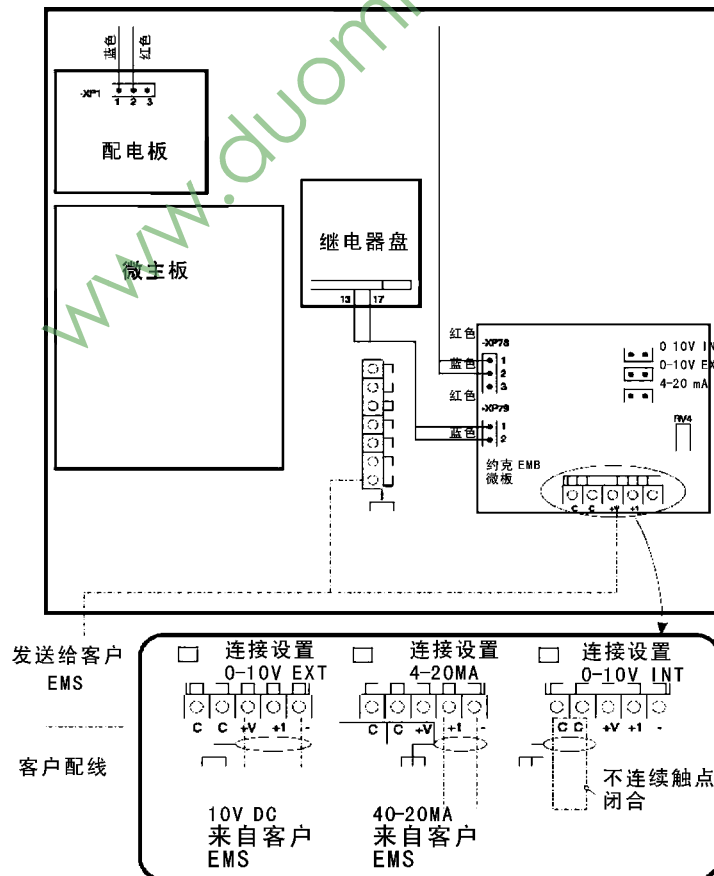 www.duomi
蓝色 红色
-XP1
1 2 3
配电板
微主板
继电器盘
13 17
红色
-XP78
蓝色
1
2
3
红色
-XP79
蓝色
1
2
0 10V IN
0-10V EX
4-20 mA
RV4
约克 EMB
微板
C C +V +1
发送给客户
EMS
客户配线
连接设置
0-10V EXT
C C +V +1 -
10V DC
来自客户
EMS
连接设置
4-20MA
C C +V +1 -
40-20MA
来自客户
EMS
连接设置
0-10V INT
C C +V +1 -
不连续触点
闭合